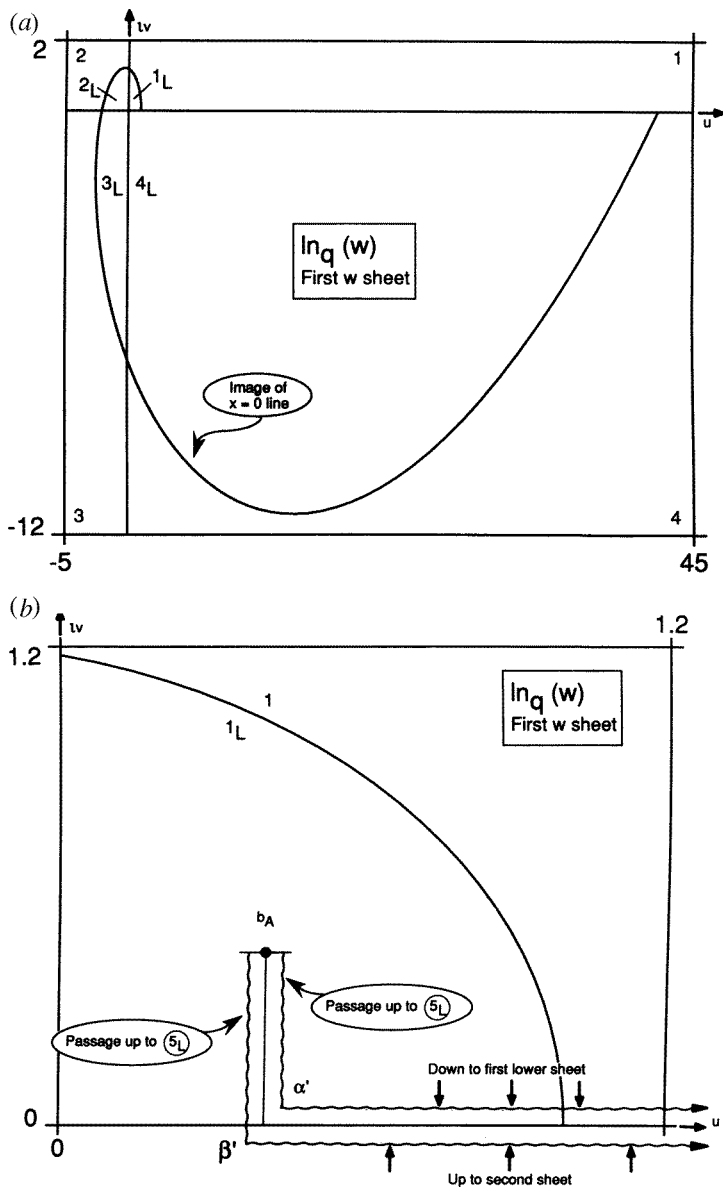 (a)
ιv
2
2
1
2L
1L
u
3L
4L
lnq (w)
First w sheet
Image of
x = 0 line
-12
3
4
-5
45
(b)
ιv
1.2
1.2
lnq (w)
First w sheet
1
1L
bA
Passage up to 5L
Passage up to 5L
Down to first lower sheet
α'
0
u
0
β'
Up to second sheet